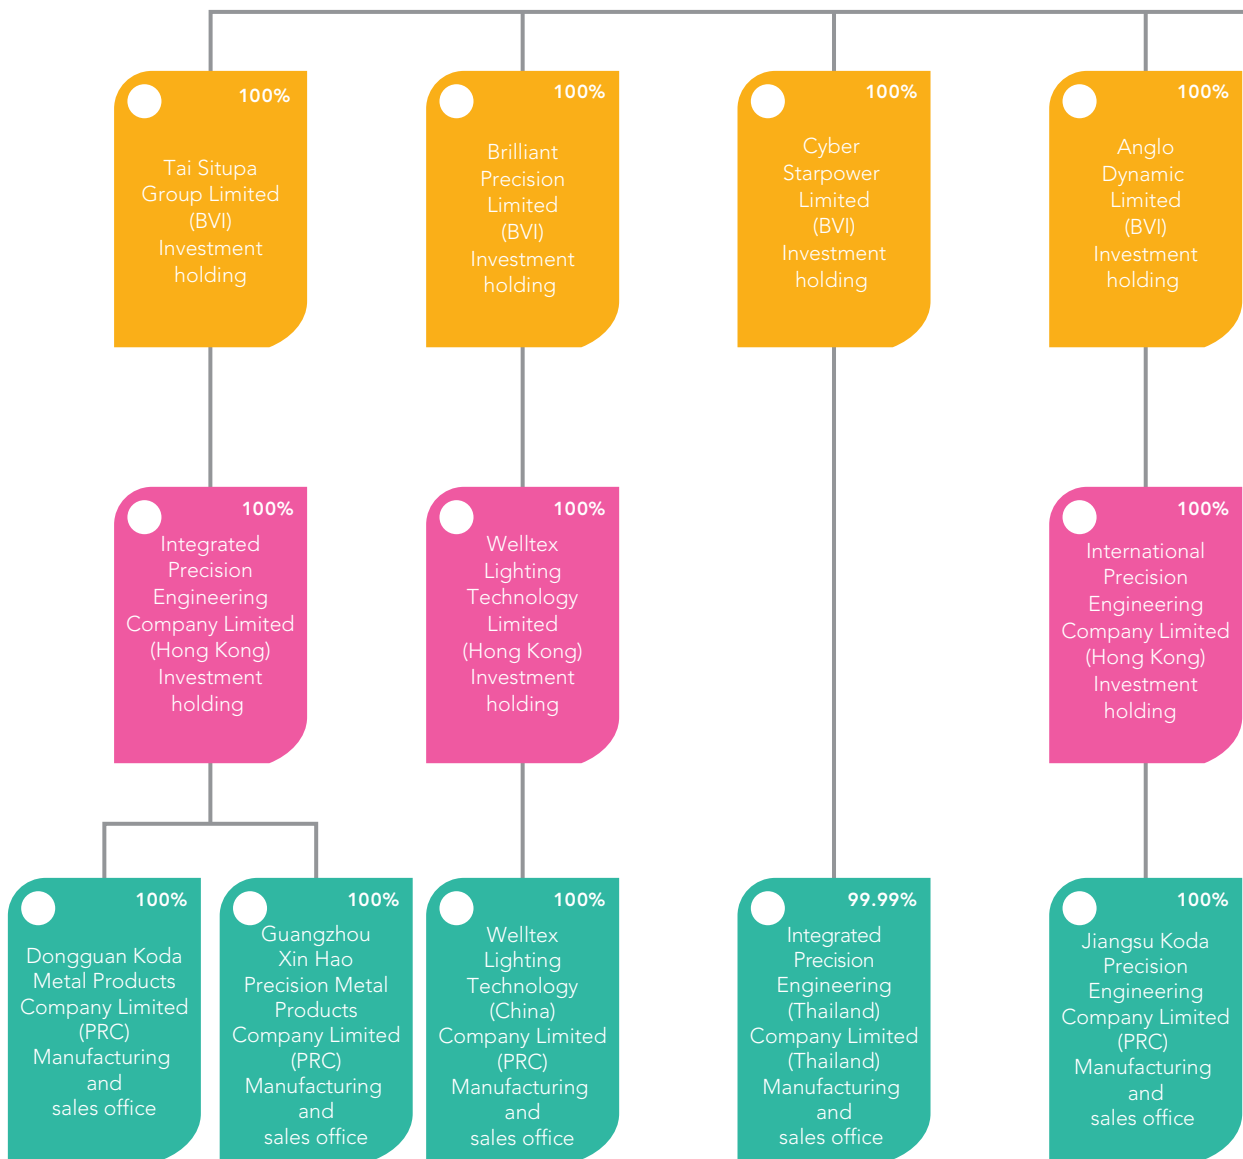 100%
Tai Situpa
Group Limited
(BVI)
Investment
holding
100%
Brilliant
Precision
Limited
(BVI)
Investment
holding
100%
Cyber
Starpower
Limited
(BVI)
Investment
holding
100%
Anglo
Dynamic
Limited
(BVI)
Investment
holding
100%
Integrated
Precision
Engineering
Company Limited
(Hong Kong)
Investment
holding
100%
Welltex
Lighting
Technology
Limited
(Hong Kong)
Investment
holding
100%
International
Precision
Engineering
Company Limited
(Hong Kong)
Investment
holding
100%
Dongguan Koda
Metal Products
Company Limited
(PRC)
Manufacturing
and
sales office
100%
Guangzhou
Xin Hao
Precision Metal
Products
Company Limited
(PRC)
Manufacturing
and
sales office
100%
Welltex
Lighting
Technology
(China)
Company Limited
(PRC)
Manufacturing
and
sales office
99.99%
Integrated
Precision
Engineering
(Thailand)
Company Limited
(Thailand)
Manufacturing
and
sales office
100%
Jiangsu Koda
Precision
Engineering
Company Limited
(PRC)
Manufacturing
and
sales office